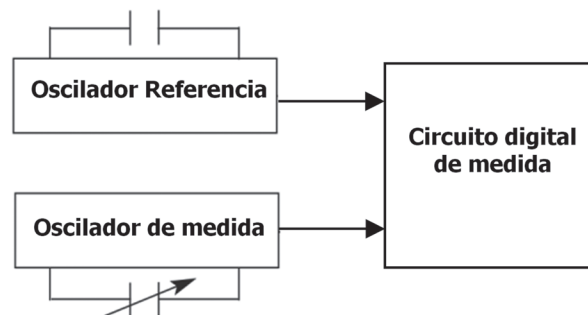 Oscilador Referencia
Circuito digital
de medida
Oscilador de medida